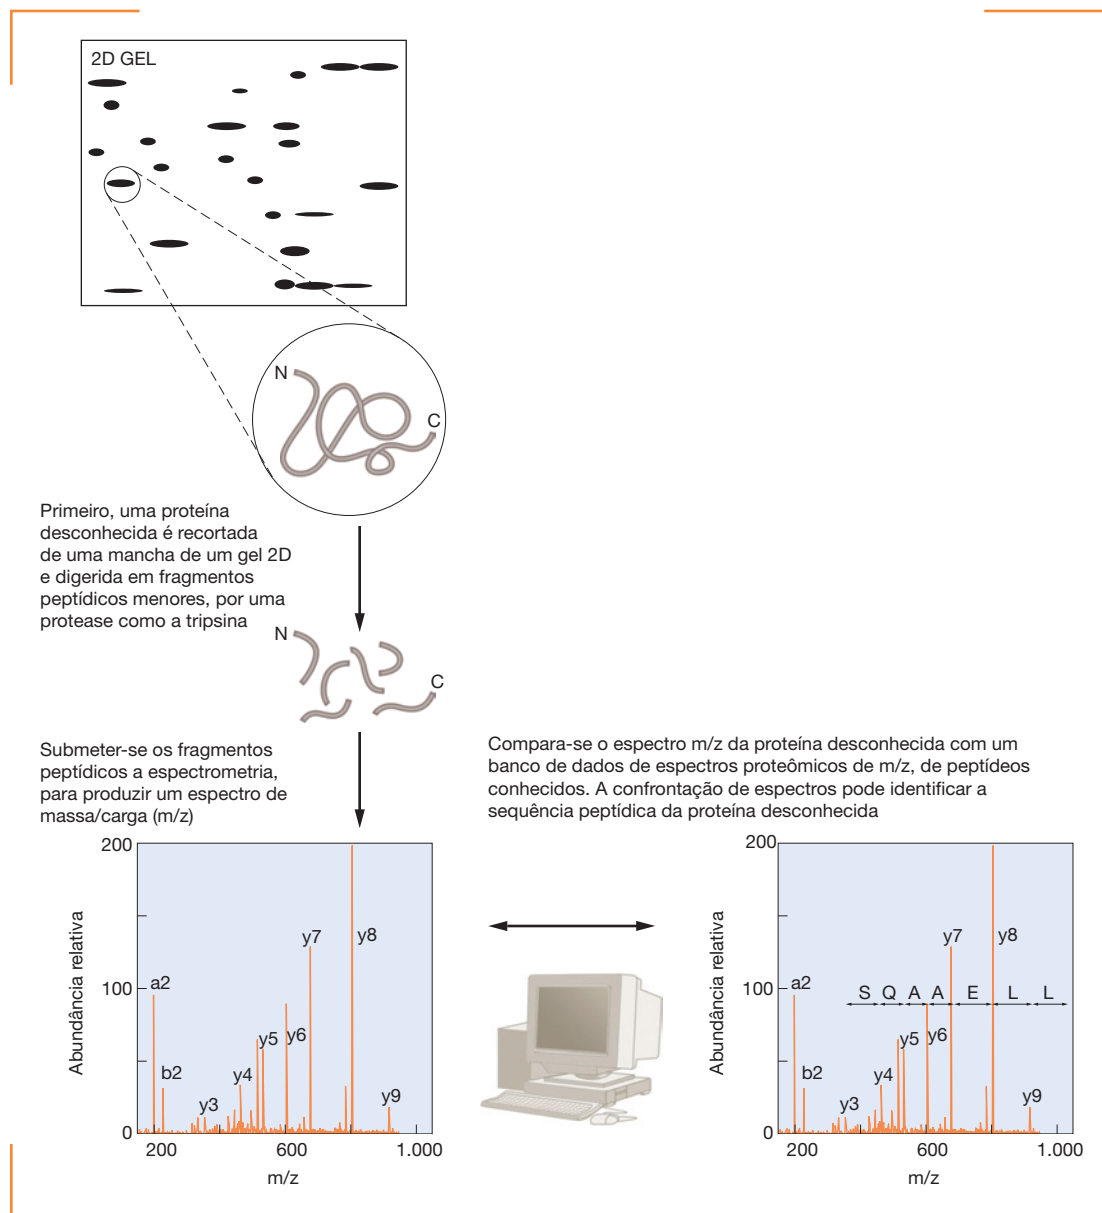 2D GEL
N
C
Primeiro, uma proteína
desconhecida é recortada
de uma mancha de um gel 2D
e digerida em fragmentos
peptídicos menores, por uma
protease como a tripsina
N
C
Submeter-se os fragmentos
peptídicos a espectrometria,
para produzir um espectro de
massa/carga (m/z)
Compara-se o espectro m/z da proteína desconhecida com um
banco de dados de espectros proteômicos de m/z, de peptídeos
conhecidos. A confrontação de espectros pode identificar a
sequência peptídica da proteína desconhecida
200
100
0
Abundância relativa
a2
b2
y3
y4
y5
y6
y7
y8
y9
200 600 1.000
m/z
200
100
0
Abundância relativa
a2
b2
y3
y4
y5
y6
y7
y8
y9
S Q A A E L L
200 600 1.000
m/z